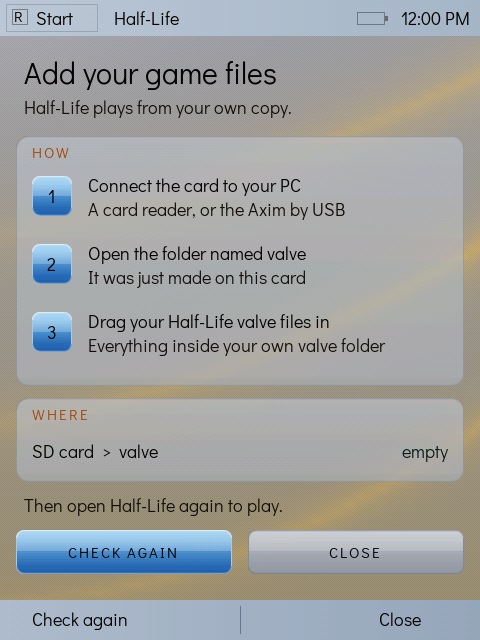 R Start Half-Life 12:00 PM
Add your game files
Half-Life plays from your own copy.
HOW
1 Connect the card to your PC
A card reader, or the Axim by USB
2 Open the folder named valve
It was just made on this card
3 Drag your Half-Life valve files in
Everything inside your own valve folder
WHERE
SD card > valve empty
Then open Half-Life again to play.
CHECK AGAIN CLOSE
Check again Close